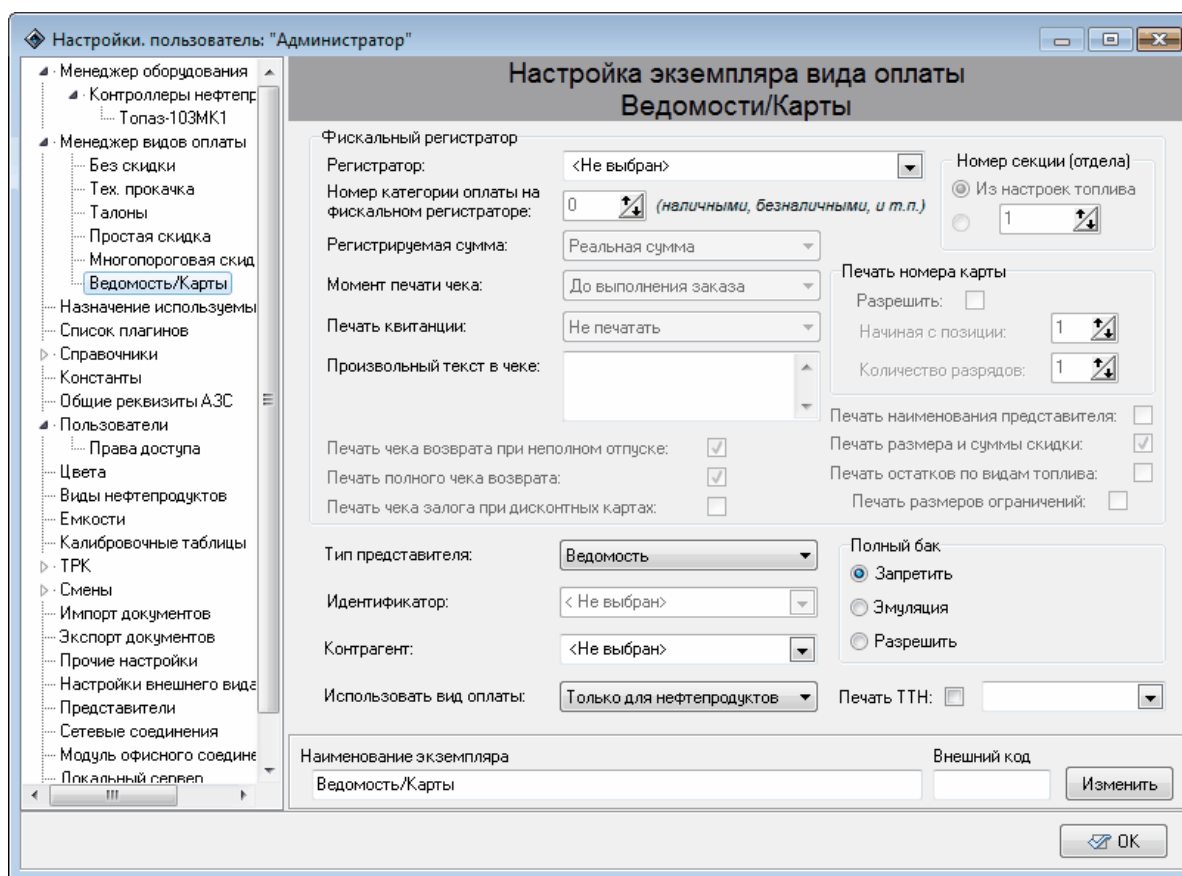 Настройки. пользователь: "Администратор"
Менеджер оборудования
Контроллеры нефтепр
Топаз-103МК1
Менеджер видов оплаты
Без скидки
Тех. прокачка
Талоны
Простая скидка
Многопороговая скид
Ведомость/Карты
Назначение используемы
Список плагинов
Справочники
Константы
Общие реквизиты АЗС
Пользователи
Права доступа
Цвета
Виды нефтепродуктов
Емкости
Калибровочные таблицы
ТРК
Смены
Импорт документов
Экспорт документов
Прочие настройки
Настройки внешнего вида
Представители
Сетевые соединения
Модуль офисного соедине
Локальный сервер
Настройка экземпляра вида оплаты
Ведомости/Карты
Фискальный регистратор
Регистратор:
<Не выбран>
Номер категории оплаты на
фискальном регистраторе:
0
(наличными, безналичными, и т.п.)
Регистрируемая сумма:
Реальная сумма
Момент печати чека:
До выполнения заказа
Печать квитанции:
Не печатать
Произвольный текст в чеке:
Печать чека возврата при неполном отпуске:
Печать полного чека возврата:
Печать чека залога при дисконтных картах:
Номер секции (отдела)
Из настроек топлива
1
Печать номера карты
Разрешить:
Начиная с позиции:
1
Количество разрядов:
1
Печать наименования представителя:
Печать размера и суммы скидки:
Печать остатков по видам топлива:
Печать размеров ограничений:
Тип представителя:
Ведомость
Идентификатор:
< Не выбран>
Контрагент:
<Не выбран>
Использовать вид оплаты:
Только для нефтепродуктов
Полный бак
Запретить
Эмуляция
Разрешить
Печать ТТН:
Наименование экземпляра
Ведомость/Карты
Внешний код
Изменить
OK